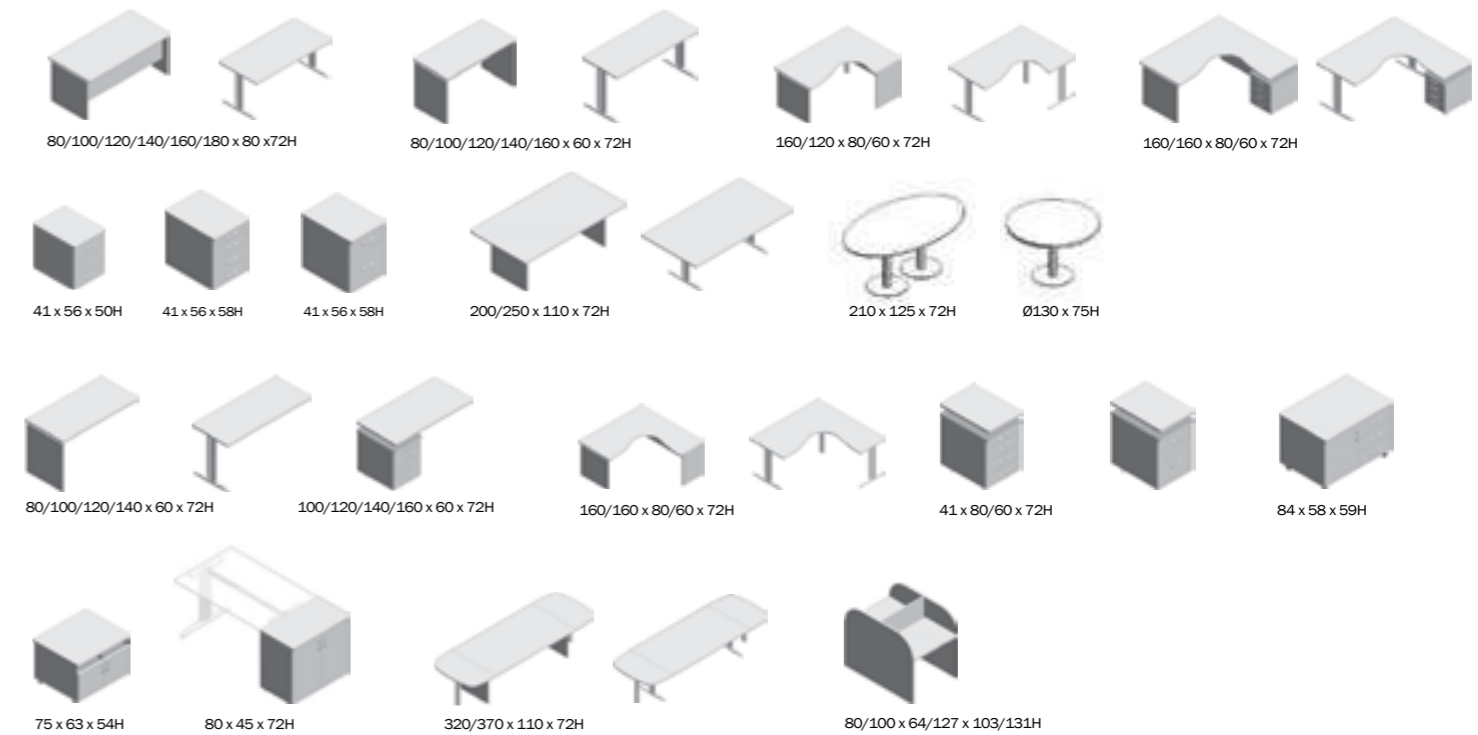 80/100/120/140/160/180 x 80 x72H
80/100/120/140/160 x 60 x 72H
160/120 x 80/60 x 72H
160/160 x 80/60 x 72H
41 x 56 x 50H
41 x 56 x 58H
41 x 56 x 58H
200/250 x 110 x 72H
210 x 125 x 72H
Ø130 x 75H
80/100/120/140 x 60 x 72H
100/120/140/160 x 60 x 72H
160/160 x 80/60 x 72H
41 x 80/60 x 72H
84 x 58 x 59H
75 x 63 x 54H
80 x 45 x 72H
320/370 x 110 x 72H
80/100 x 64/127 x 103/131H